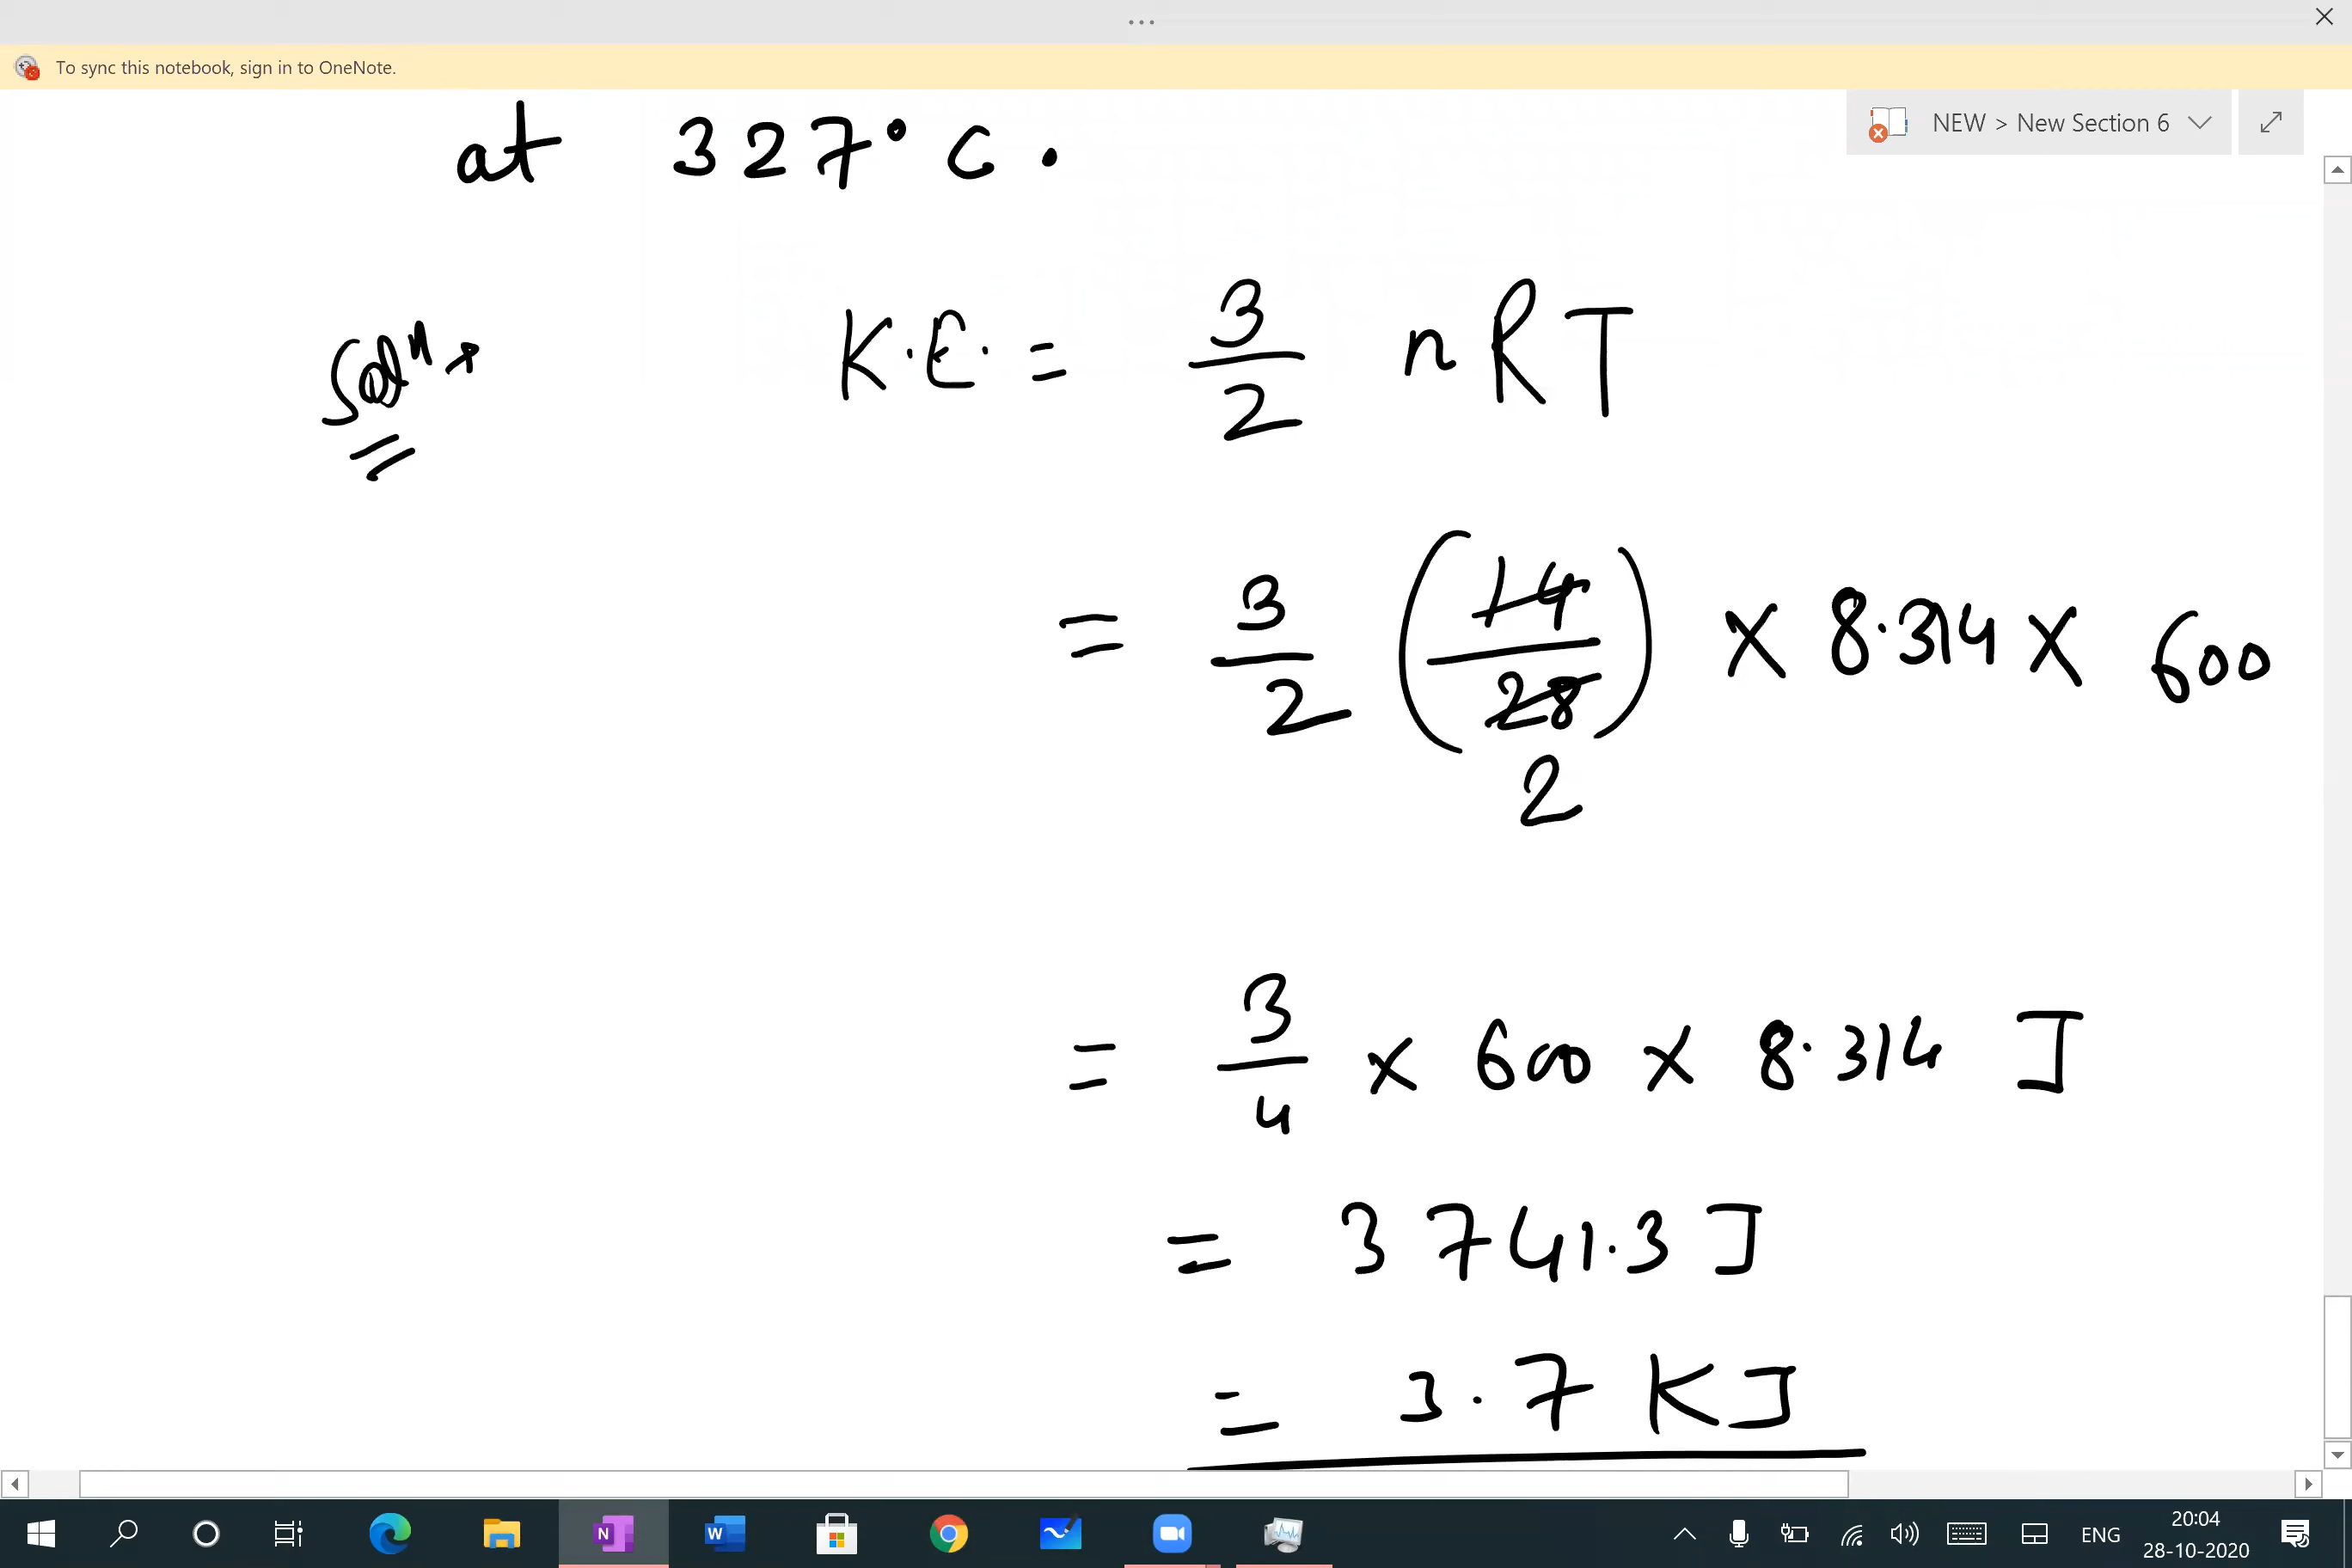 To sync this notebook, sign in to OneNote.
NEW > New Section 6
at 327° C.
Solⁿ.
K.E. = 3/2 nRT
= 3/2 (14/28) × 8.314 × 600
2
= 3/4 × 600 × 8.314 J
= 3741.3 J
= 3.7 KJ
N
W
ENG
20:04
28-10-2020